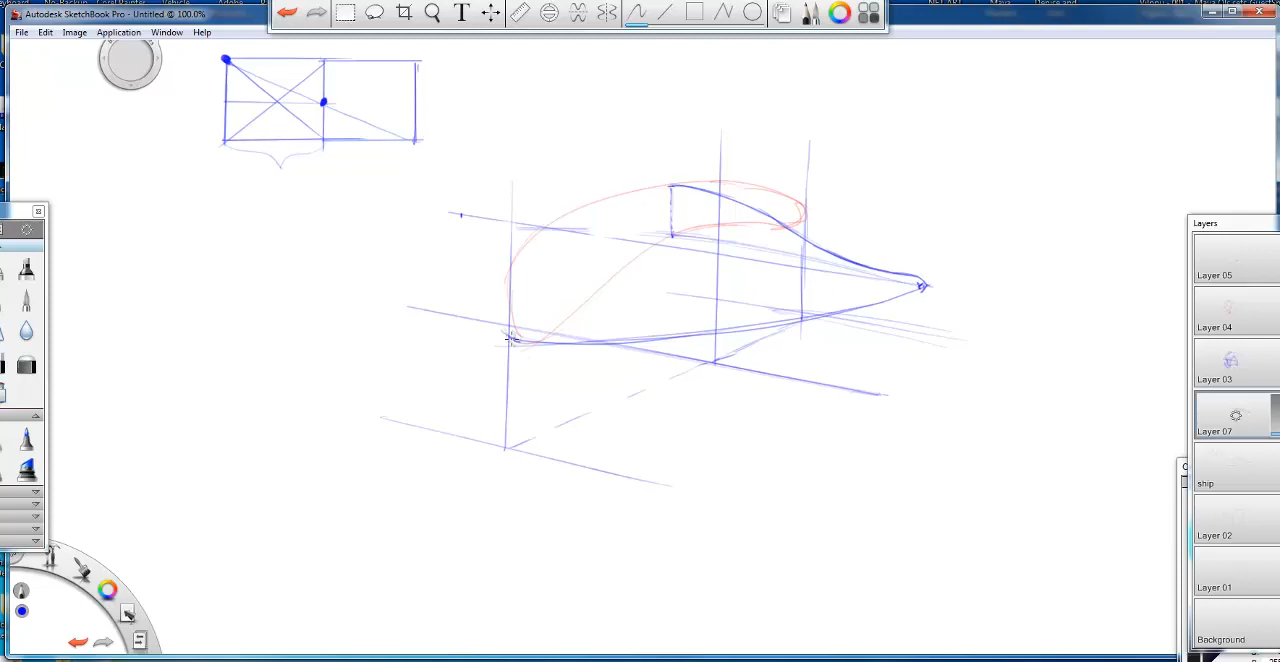 Autodesk SketchBook Pro - Untitled @ 100.0%
File Edit Image Application Window Help
T
Layers
Layer 05
Layer 04
Layer 03
Layer 07
ship
Layer 02
Layer 01
Background